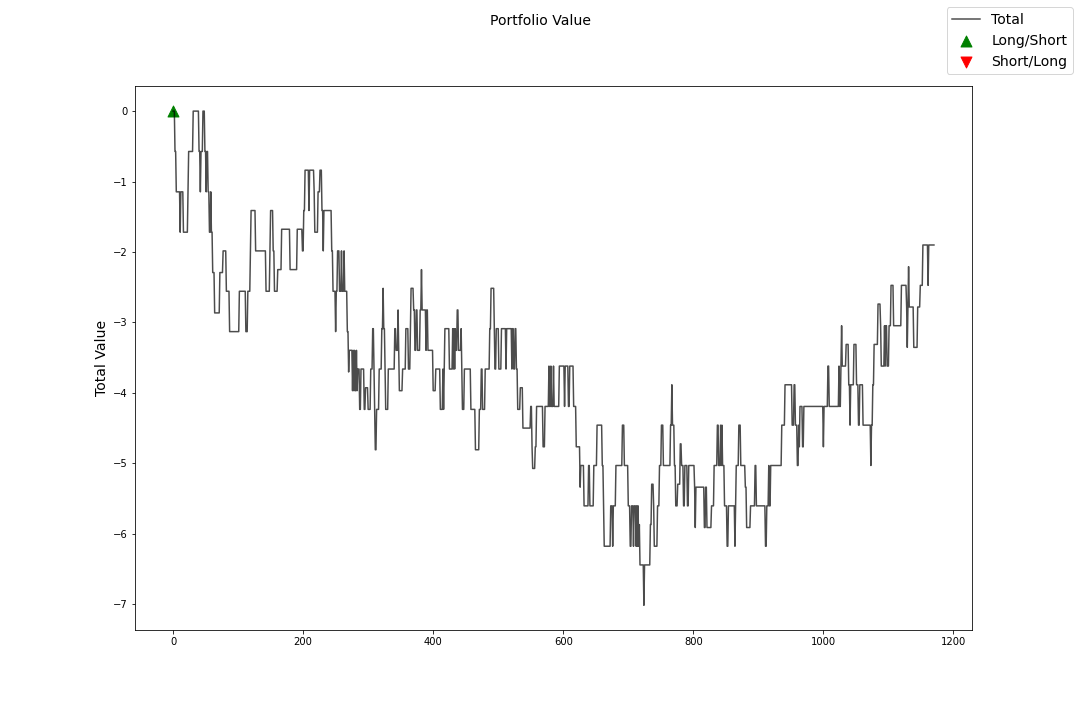 Portfolio Value
Total
Long/Short
Short/Long
Total Value
0
−1
−2
−3
−4
−5
−6
−7
0 200 400 600 800 1000 1200